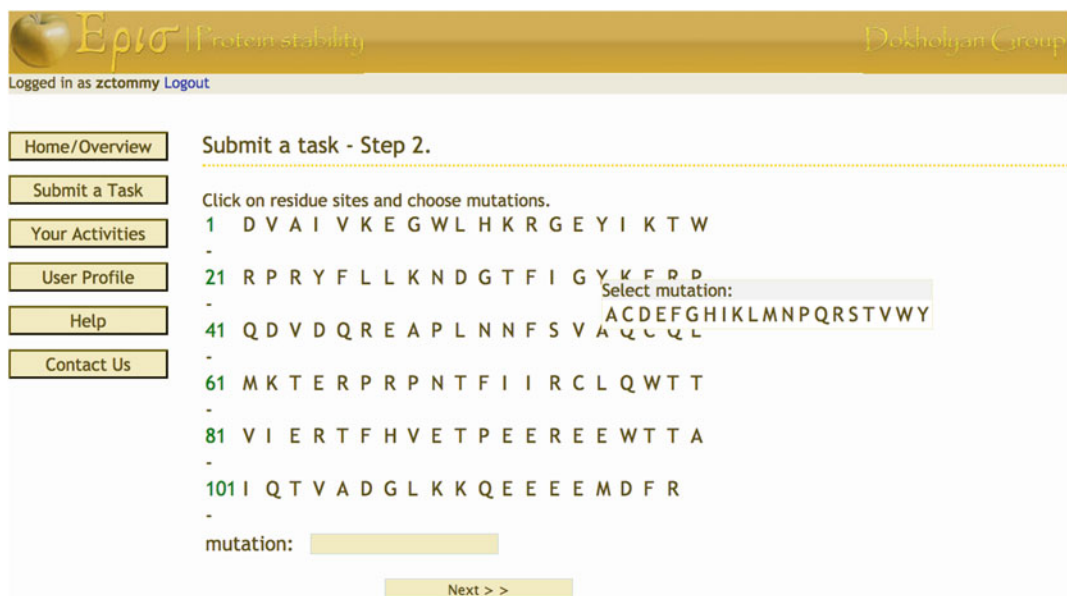 Eρισ | Protein stability Dokholyan Group
Logged in as zctommy Logout
Home/Overview
Submit a Task
Your Activities
User Profile
Help
Contact Us
Submit a task - Step 2.
Click on residue sites and choose mutations.
1 D V A I V K E G W L H K R G E Y I K T W
-
21 R P R Y F L L K N D G T F I G Y K E R P
Select mutation:
A C D E F G H I K L M N P Q R S T V W Y
-
41 Q D V D Q R E A P L N N F S V A Q C Q L
-
61 M K T E R P R P N T F I I R C L Q W T T
-
81 V I E R T F H V E T P E E R E E W T T A
-
101 I Q T V A D G L K K Q E E E E M D F R
-
mutation:
Next > >